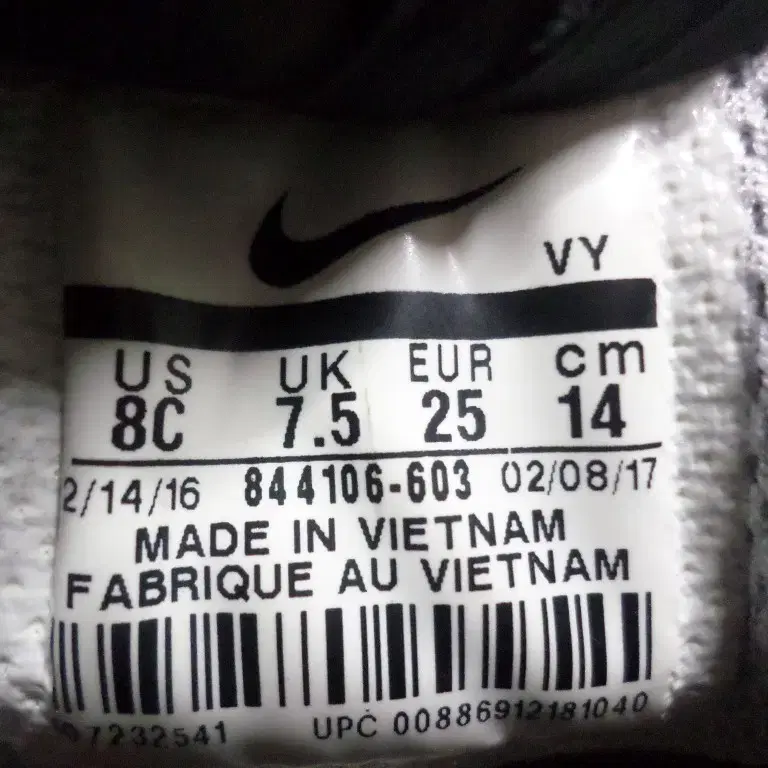 VY
US UK EUR cm
8C 7.5 25 14
2/14/16 844106-603 02/08/17
MADE IN VIETNAM
FABRIQUE AU VIETNAM
07232541 UPC 00886912181040